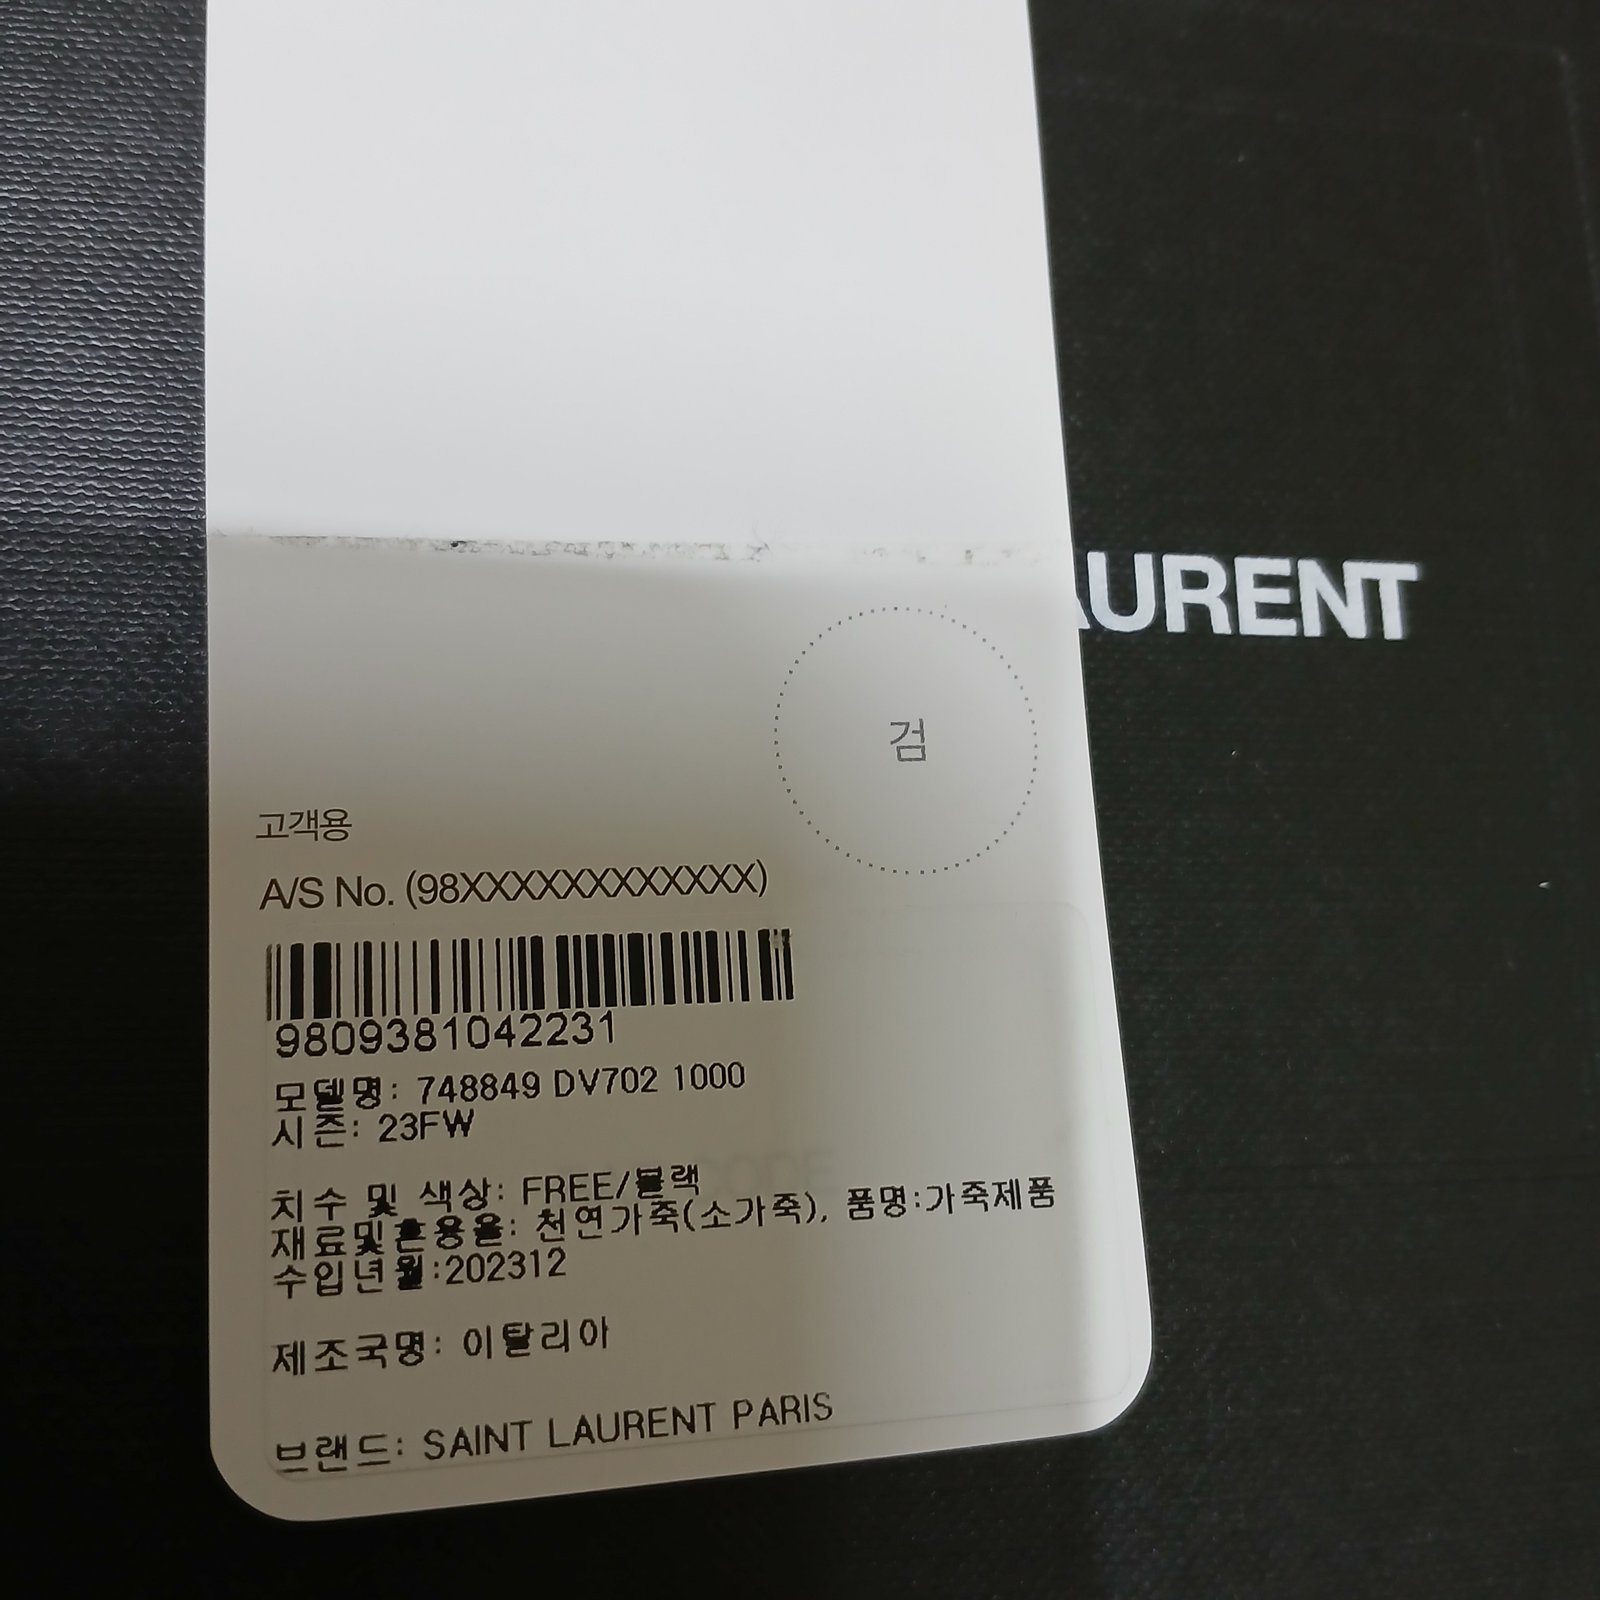 AURENT
검
고객용
A/S No. (98XXXXXXXXXXXX)
9809381042231
모델명: 748849 DV702 1000
시즌: 23FW
치수 및 색상: FREE/블랙
재료및혼용율: 천연가죽(소가죽), 품명:가죽제품
수입년월:202312
제조국명: 이탈리아
브랜드: SAINT LAURENT PARIS